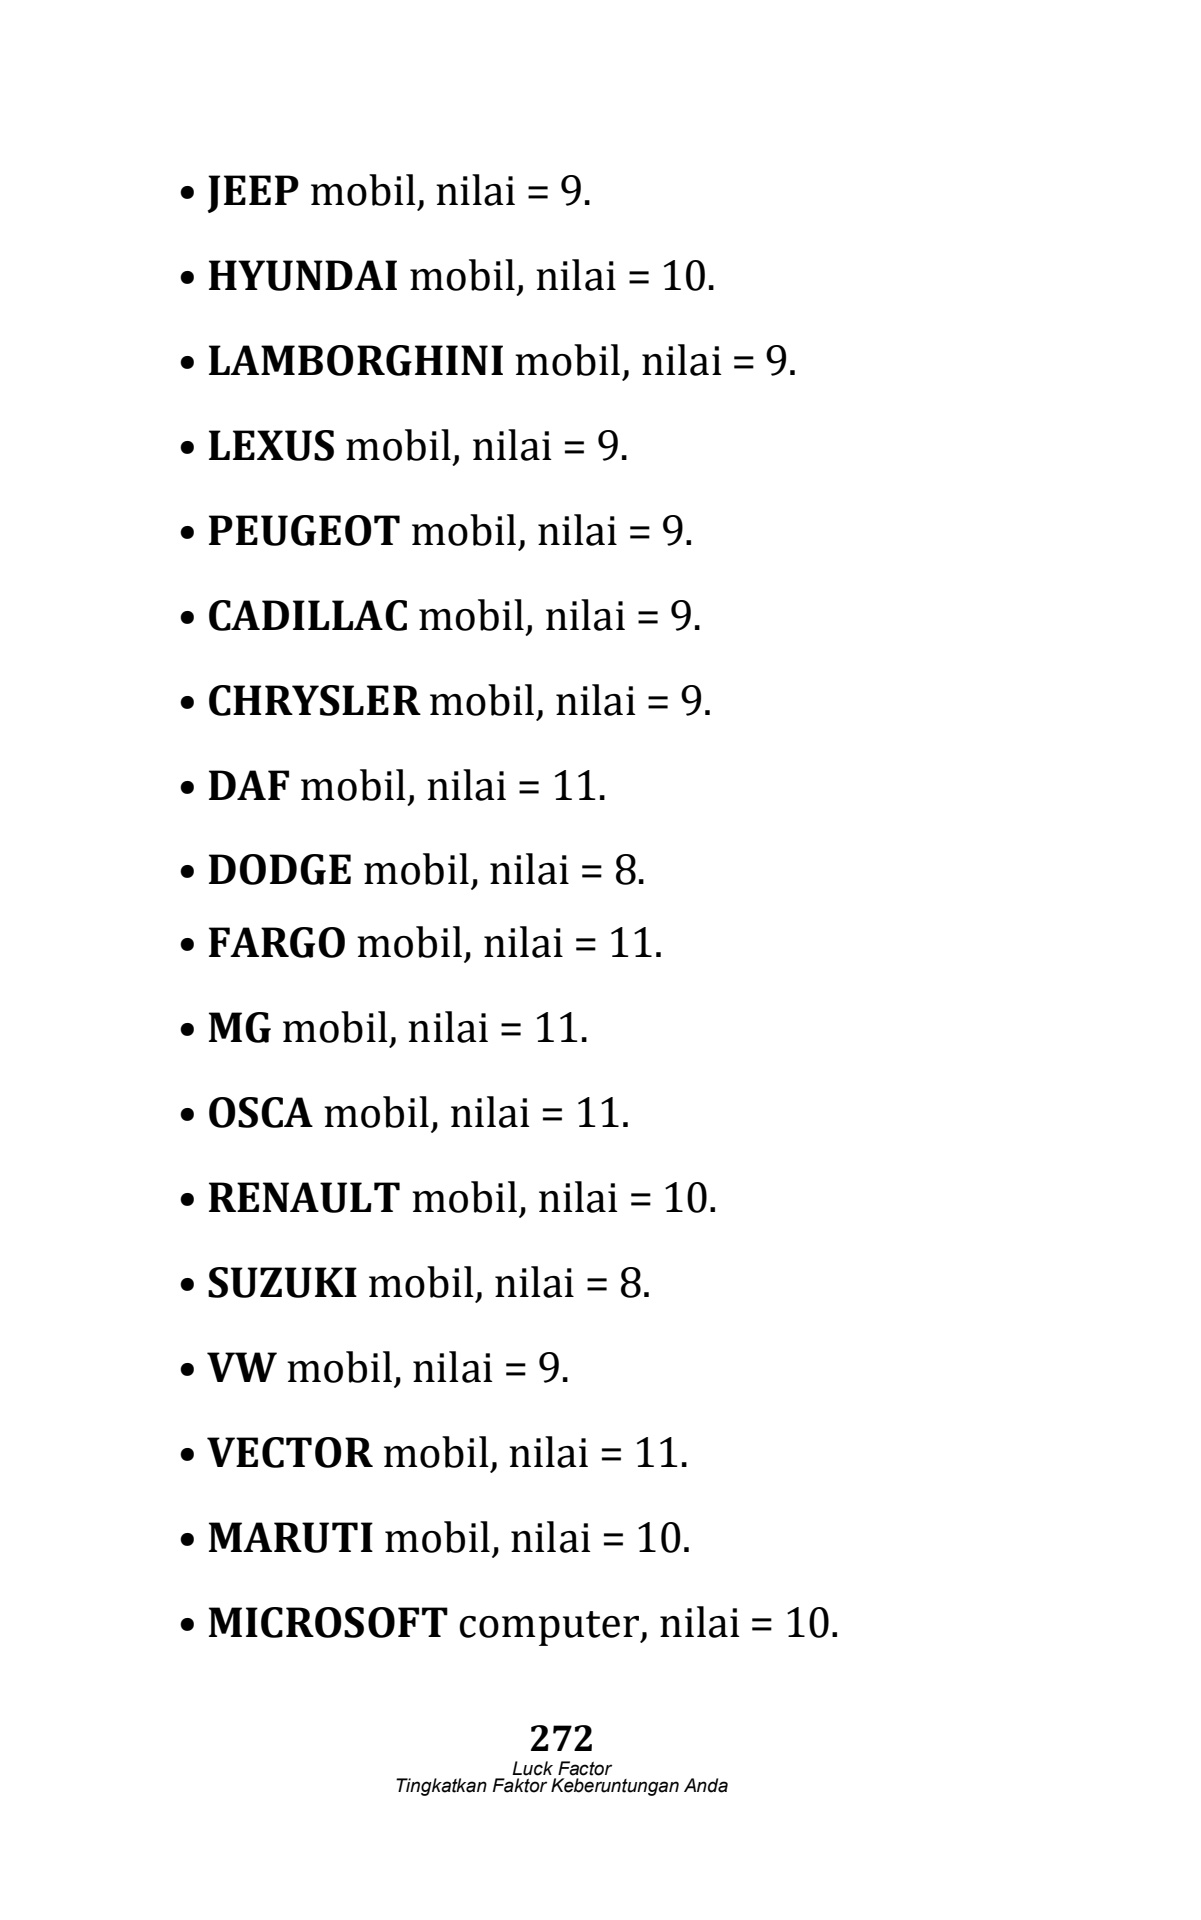 • JEEP mobil, nilai = 9.
• HYUNDAI mobil, nilai = 10.
• LAMBORGHINI mobil, nilai = 9.
• LEXUS mobil, nilai = 9.
• PEUGEOT mobil, nilai = 9.
• CADILLAC mobil, nilai = 9.
• CHRYSLER mobil, nilai = 9.
• DAF mobil, nilai = 11.
• DODGE mobil, nilai = 8.
• FARGO mobil, nilai = 11.
• MG mobil, nilai = 11.
• OSCA mobil, nilai = 11.
• RENAULT mobil, nilai = 10.
• SUZUKI mobil, nilai = 8.
• VW mobil, nilai = 9.
• VECTOR mobil, nilai = 11.
• MARUTI mobil, nilai = 10.
• MICROSOFT computer, nilai = 10.
272
Luck Factor
Tingkatkan Faktor Keberuntungan Anda